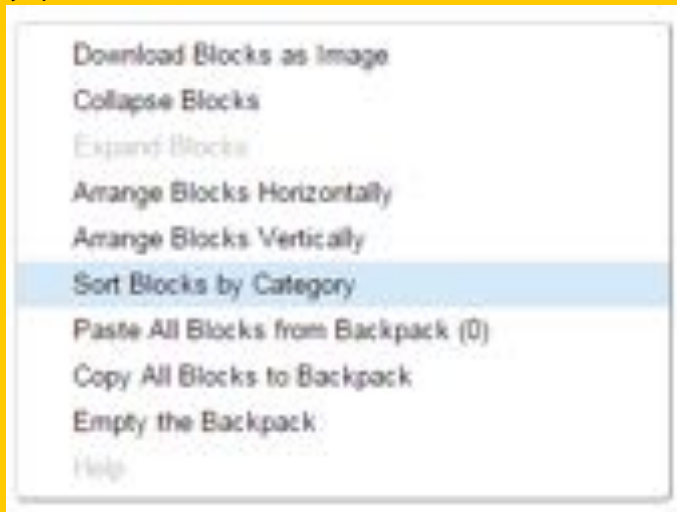 Download Blocks as Image
Collapse Blocks
Expand Blocks
Arrange Blocks Horizontally
Arrange Blocks Vertically
Sort Blocks by Category
Paste All Blocks from Backpack (0)
Copy All Blocks to Backpack
Empty the Backpack
Help